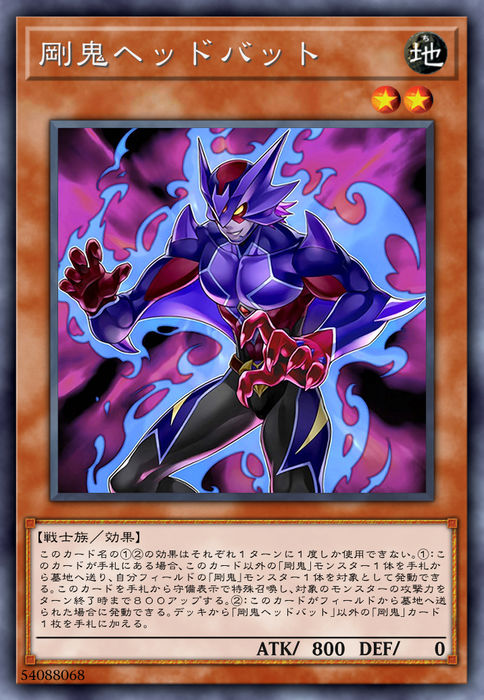 剛鬼ヘッドバット
ち
地
【戦士族／効果】
このカード名の①②の効果はそれぞれ１ターンに１度しか使用できない。①：こ
のカードが手札にある場合、このカード以外の「剛鬼」モンスター１体を手札か
ら墓地へ送り、自分フィールドの「剛鬼」モンスター１体を対象として発動でき
る。このカードを手札から守備表示で特殊召喚し、対象のモンスターの攻撃力を
ターン終了時まで８００アップする。②：このカードがフィールドから墓地へ送
られた場合に発動できる。デッキから「剛鬼ヘッドバット」以外の「剛鬼」カード
１枚を手札に加える。
ATK/ 800 DEF/ 0
54088068